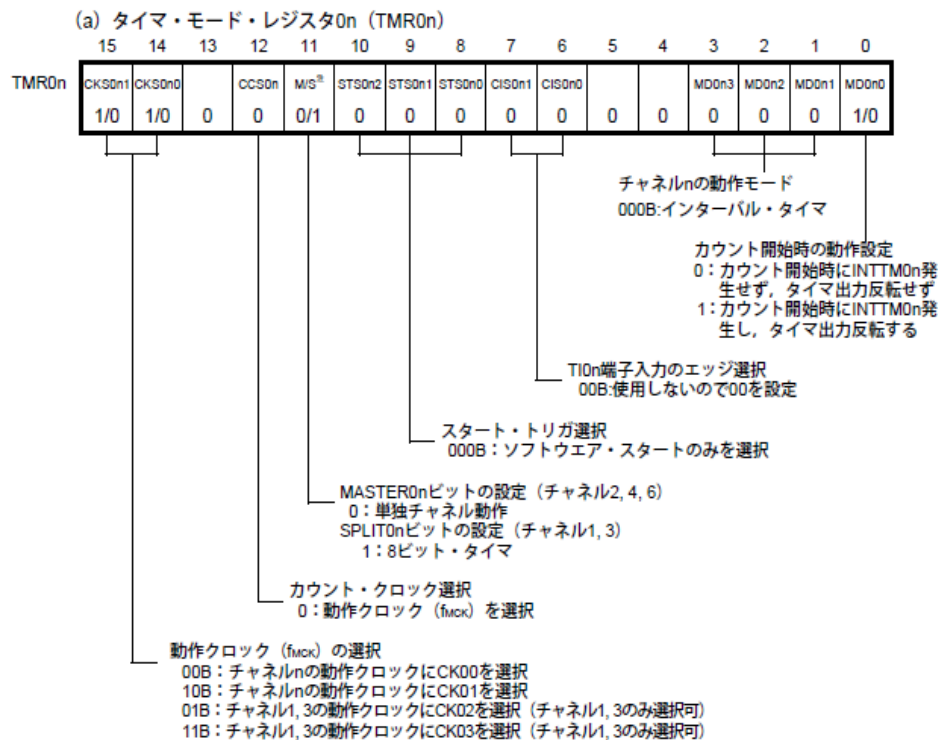 (a) タイマ・モード・レジスタ0n（TMR0n）
15 14 13 12 11 10 9 8 7 6 5 4 3 2 1 0
TMR0n CKS0n1 CKS0n0 CCS0n M/S注 STS0n2 STS0n1 STS0n0 CIS0n1 CIS0n0 MD0n3 MD0n2 MD0n1 MD0n0
1/0 1/0 0 0 0/1 0 0 0 0 0 0 0 0 0 0 1/0
チャネルnの動作モード
000B:インターバル・タイマ
カウント開始時の動作設定
0：カウント開始時にINTTM0n発
生せず，タイマ出力反転せず
1：カウント開始時にINTTM0n発
生し，タイマ出力反転する
TI0n端子入力のエッジ選択
00B:使用しないので00を設定
スタート・トリガ選択
000B：ソフトウエア・スタートのみを選択
MASTER0nビットの設定（チャネル2, 4, 6）
0：単独チャネル動作
SPLIT0nビットの設定（チャネル1, 3）
1：8ビット・タイマ
カウント・クロック選択
0：動作クロック（fMCK）を選択
動作クロック（fMCK）の選択
00B：チャネルnの動作クロックにCK00を選択
10B：チャネルnの動作クロックにCK01を選択
01B：チャネル1, 3の動作クロックにCK02を選択（チャネル1, 3のみ選択可）
11B：チャネル1, 3の動作クロックにCK03を選択（チャネル1, 3のみ選択可）